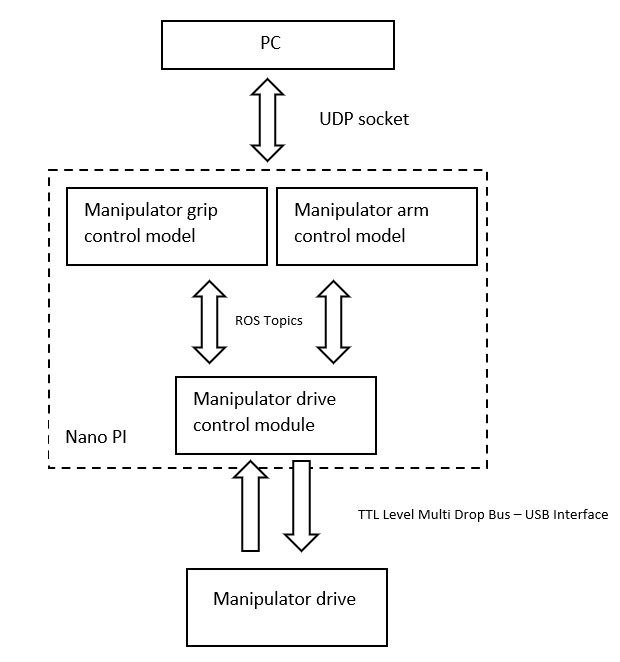 PC
UDP socket
Manipulator grip
control model
Manipulator arm
control model
ROS Topics
Manipulator drive
control module
Nano PI
TTL Level Multi Drop Bus – USB Interface
Manipulator drive